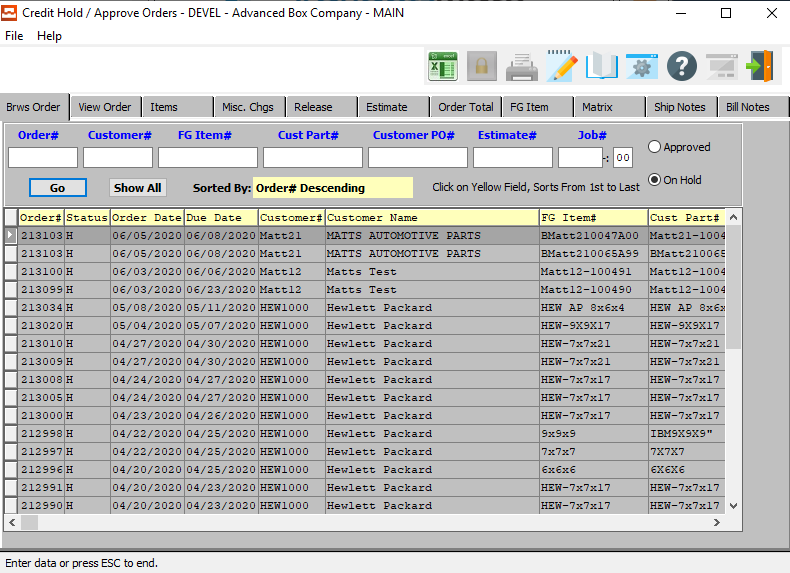 Credit Hold / Approve Orders - DEVEL - Advanced Box Company - MAIN
File Help
excel
Brws Order View Order Items Misc. Chgs Release Estimate Order Total FG Item Matrix Ship Notes Bill Notes
Order# Customer# FG Item# Cust Part# Customer PO# Estimate# Job#
-: 00
Approved
On Hold
Go Show All Sorted By: Order# Descending Click on Yellow Field, Sorts From 1st to Last
Order# Status Order Date Due Date Customer# Customer Name FG Item# Cust Part#
213103 H 06/05/2020 06/08/2020 Matt21 MATTS AUTOMOTIVE PARTS BMatt210047A00 Matt21-1004
213103 H 06/05/2020 06/08/2020 Matt21 MATTS AUTOMOTIVE PARTS BMatt210065A99 BMatt210065
213100 H 06/03/2020 06/06/2020 Matt12 Matts Test Matt12-100491 Matt12-1004
213099 H 06/03/2020 06/23/2020 Matt12 Matts Test Matt12-100490 Matt12-1004
213034 H 05/08/2020 05/11/2020 HEW1000 Hewlett Packard HEW AP 8x6x4 HEW AP 8x6x
213020 H 05/04/2020 05/07/2020 HEW1000 Hewlett Packard HEW-9X9X17 HEW-9X9X17
213010 H 04/27/2020 04/30/2020 HEW1000 Hewlett Packard HEW-7x7x21 HEW-7x7x21
213009 H 04/27/2020 04/30/2020 HEW1000 Hewlett Packard HEW-7x7x21 HEW-7x7x21
213008 H 04/24/2020 04/27/2020 HEW1000 Hewlett Packard HEW-7x7x17 HEW-7x7x17
213005 H 04/24/2020 04/27/2020 HEW1000 Hewlett Packard HEW-7x7x17 HEW-7x7x17
213000 H 04/23/2020 04/26/2020 HEW1000 Hewlett Packard HEW-7x7x17 HEW-7x7x17
212998 H 04/22/2020 04/25/2020 HEW1000 Hewlett Packard 9x9x9 IBM9X9X9"
212997 H 04/22/2020 04/25/2020 HEW1000 Hewlett Packard 7x7x7 7X7X7
212996 H 04/20/2020 04/25/2020 HEW1000 Hewlett Packard 6x6x6 6X6X6
212991 H 04/20/2020 04/23/2020 HEW1000 Hewlett Packard HEW-7x7x17 HEW-7x7x17
212990 H 04/20/2020 04/23/2020 HEW1000 Hewlett Packard HEW-7x7x17 HEW-7x7x17
Enter data or press ESC to end.